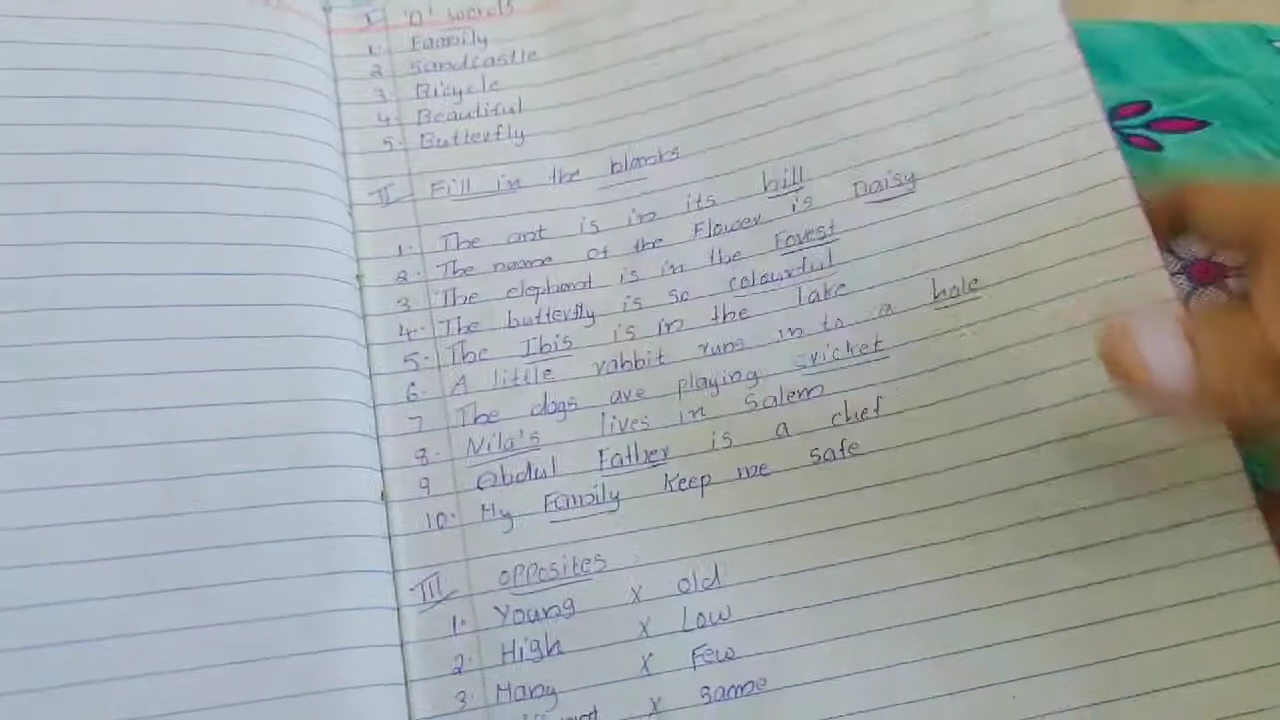 I 'D' words
1. Family
2. Sandcastle
3. Bicycle
4. Beautiful
5. Butterfly
II Fill in the blanks
1. The ant is in its hill
2. The name of the Flower is Daisy
3 The elephant is in the Forest
4. The butterfly is so colourful
5. The Ibis is in the lake
6. A little rabbit runs in to a hole
7 The dogs are playing cricket
8. Nila's lives in Salem
9 Abdul Father is a chef
10. My Family keep me safe
III opposites
1. Young x old
2. High x Low
3. Many x Few
x same